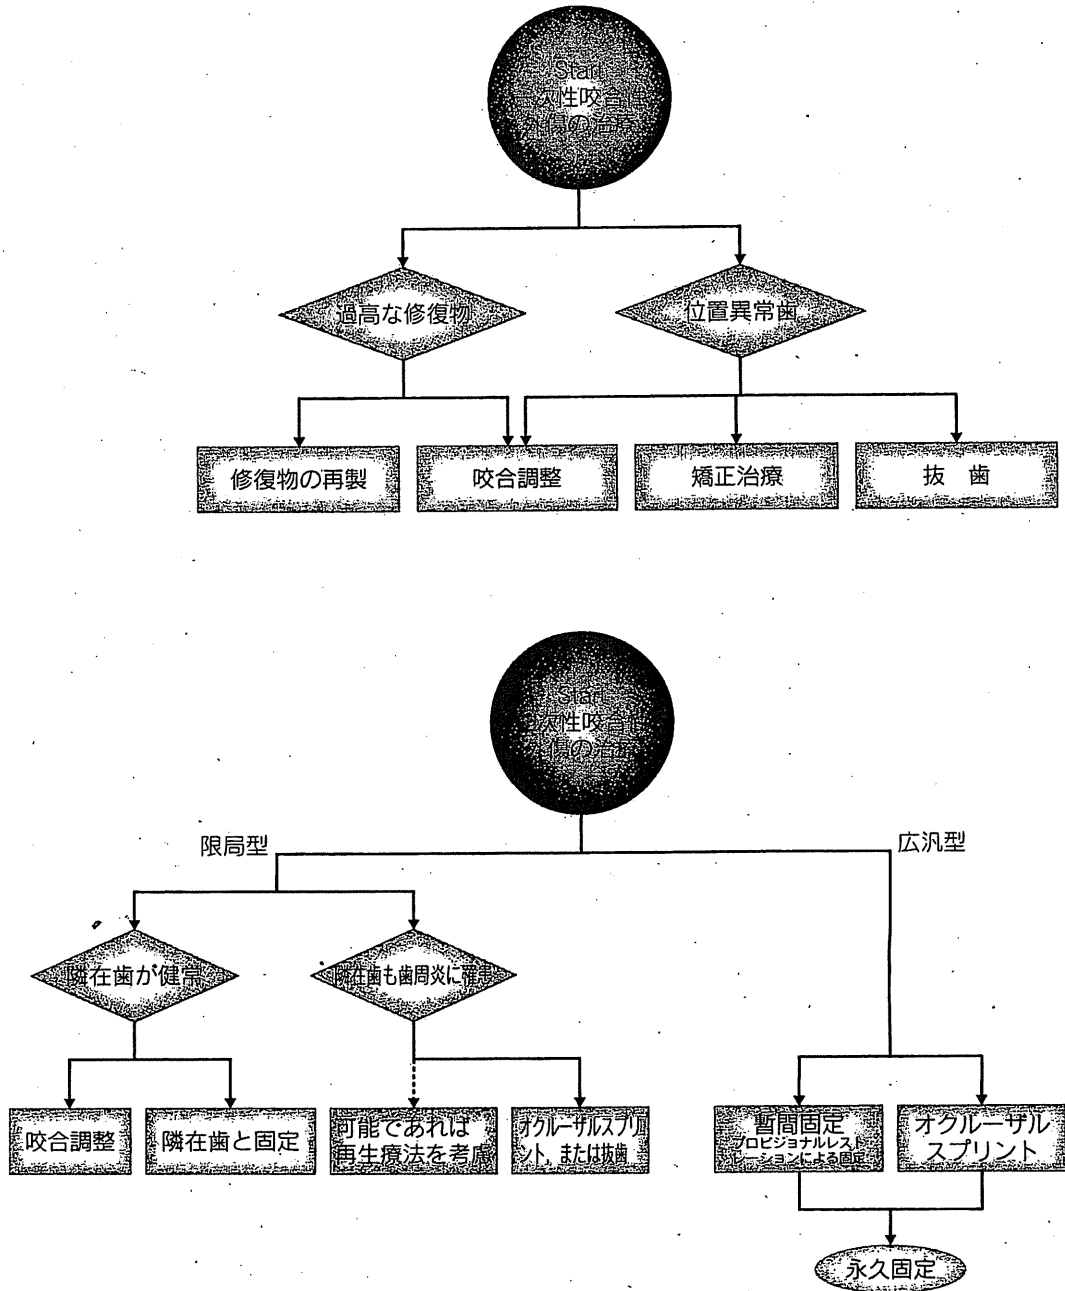 Start
一次性咬合性
外傷の治療
過高な修復物
位置異常歯
修復物の再製
咬合調整
矯正治療
抜 歯
Start
二次性咬合性
外傷の治療
限局型
広汎型
隣在歯が健常
隣在歯も歯周炎に罹患
咬合調整
隣在歯と固定
可能であれば
再生療法を考慮
オクルーザルスプリ
ント，または抜歯
暫間固定
プロビジョナルレスト
レーションによる固定
オクルーザル
スプリント
永久固定